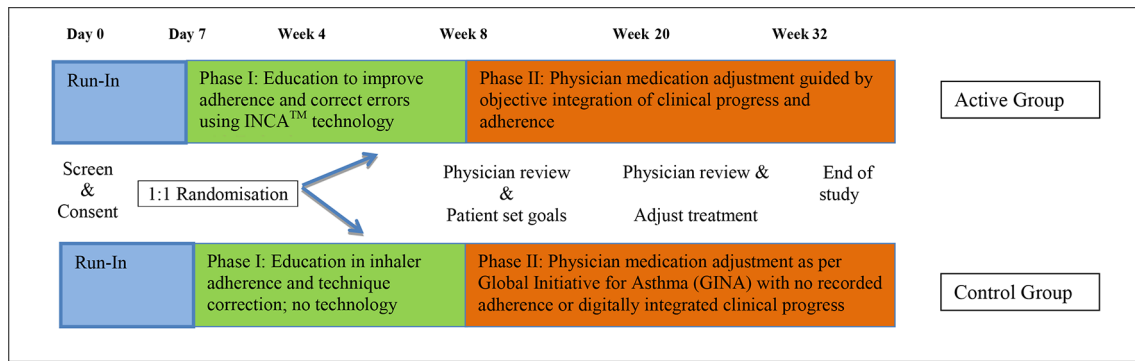 Day 0 Day 7 Week 4 Week 8 Week 20 Week 32
Run-In
Phase I: Education to improve
adherence and correct errors
using INCA™ technology
Phase II: Physician medication adjustment guided by
objective integration of clinical progress and
adherence
Active Group
Screen
&
Consent
1:1 Randomisation
Physician review
&
Patient set goals
Physician review &
Adjust treatment
End of
study
Run-In
Phase I: Education in inhaler
adherence and technique
correction; no technology
Phase II: Physician medication adjustment as per
Global Initiative for Asthma (GINA) with no recorded
adherence or digitally integrated clinical progress
Control Group